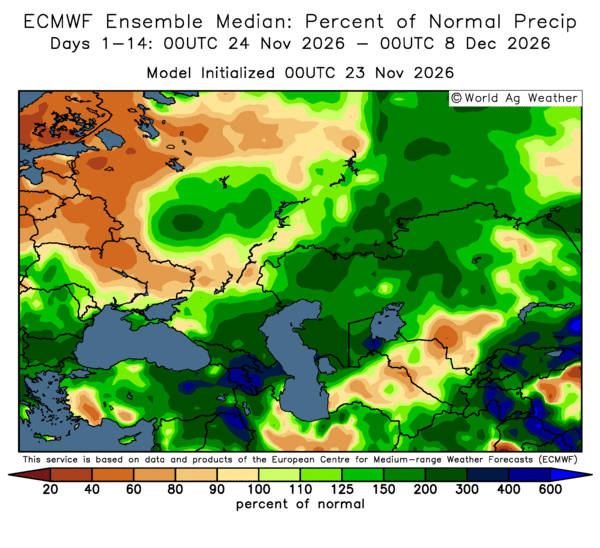 ECMWF Ensemble Median: Percent of Normal Precip
Days 1-14: 00UTC 24 Nov 2026 - 00UTC 8 Dec 2026
Model Initialized 00UTC 23 Nov 2026
© World Ag Weather
This service is based on data and products of the European Centre for Medium-range Weather Forecasts (ECMWF)
20 40 60 80 90 100 110 125 150 200 300 400 600
percent of normal